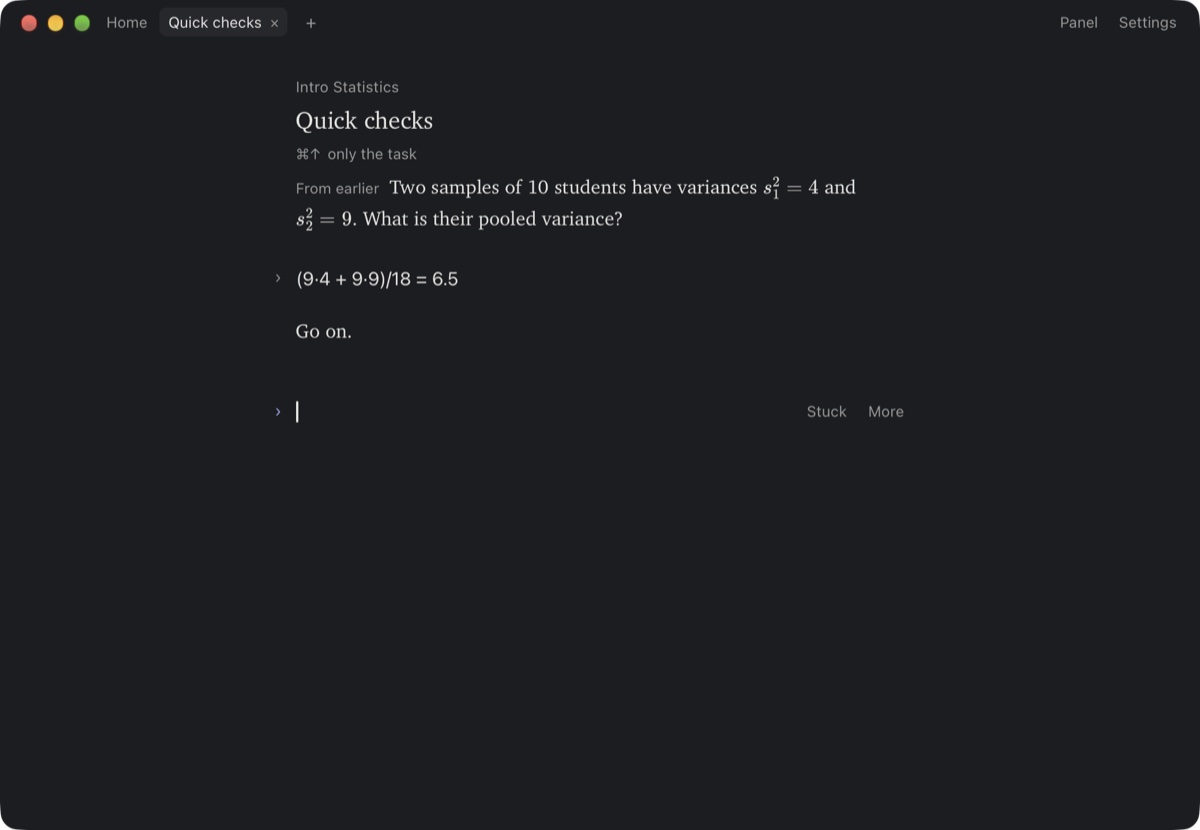 Home Quick checks × + Panel Settings
Intro Statistics
Quick checks
⌘↑ only the task
From earlier Two samples of 10 students have variances s₁² = 4 and
s₂² = 9. What is their pooled variance?
› (9·4 + 9·9)/18 = 6.5
Go on.
› Stuck More